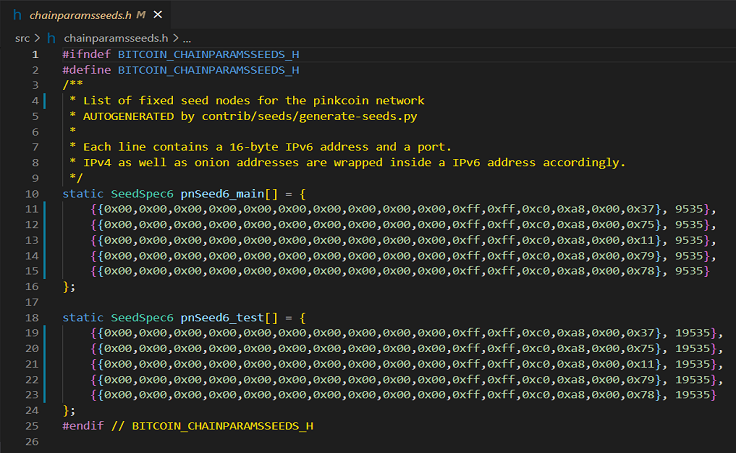 chainparamsseeds.h M ×
src > h chainparamsseeds.h > ...
1 #ifndef BITCOIN_CHAINPARAMSSEEDS_H
2 #define BITCOIN_CHAINPARAMSSEEDS_H
3 /**
4  * List of fixed seed nodes for the pinkcoin network
5  * AUTOGENERATED by contrib/seeds/generate-seeds.py
6  *
7  * Each line contains a 16-byte IPv6 address and a port.
8  * IPv4 as well as onion addresses are wrapped inside a IPv6 address accordingly.
9  */
10 static SeedSpec6 pnSeed6_main[] = {
11     {{0x00,0x00,0x00,0x00,0x00,0x00,0x00,0x00,0x00,0x00,0xff,0xff,0xc0,0xa8,0x00,0x37}, 9535},
12     {{0x00,0x00,0x00,0x00,0x00,0x00,0x00,0x00,0x00,0x00,0xff,0xff,0xc0,0xa8,0x00,0x75}, 9535},
13     {{0x00,0x00,0x00,0x00,0x00,0x00,0x00,0x00,0x00,0x00,0xff,0xff,0xc0,0xa8,0x00,0x11}, 9535},
14     {{0x00,0x00,0x00,0x00,0x00,0x00,0x00,0x00,0x00,0x00,0xff,0xff,0xc0,0xa8,0x00,0x79}, 9535},
15     {{0x00,0x00,0x00,0x00,0x00,0x00,0x00,0x00,0x00,0x00,0xff,0xff,0xc0,0xa8,0x00,0x78}, 9535}
16 };
17
18 static SeedSpec6 pnSeed6_test[] = {
19     {{0x00,0x00,0x00,0x00,0x00,0x00,0x00,0x00,0x00,0x00,0xff,0xff,0xc0,0xa8,0x00,0x37}, 19535},
20     {{0x00,0x00,0x00,0x00,0x00,0x00,0x00,0x00,0x00,0x00,0xff,0xff,0xc0,0xa8,0x00,0x75}, 19535},
21     {{0x00,0x00,0x00,0x00,0x00,0x00,0x00,0x00,0x00,0x00,0xff,0xff,0xc0,0xa8,0x00,0x11}, 19535},
22     {{0x00,0x00,0x00,0x00,0x00,0x00,0x00,0x00,0x00,0x00,0xff,0xff,0xc0,0xa8,0x00,0x79}, 19535},
23     {{0x00,0x00,0x00,0x00,0x00,0x00,0x00,0x00,0x00,0x00,0xff,0xff,0xc0,0xa8,0x00,0x78}, 19535}
24 };
25 #endif // BITCOIN_CHAINPARAMSSEEDS_H
26